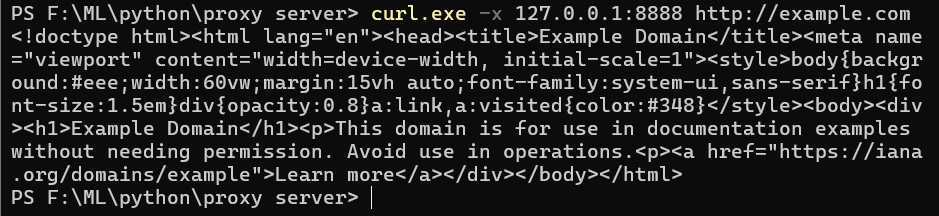 PS F:\ML\python\proxy server> curl.exe -x 127.0.0.1:8888 http://example.com
<!doctype html><html lang="en"><head><title>Example Domain</title><meta name
="viewport" content="width=device-width, initial-scale=1"><style>body{backgr
ound:#eee;width:60vw;margin:15vh auto;font-family:system-ui,sans-serif}h1{fo
nt-size:1.5em}div{opacity:0.8}a:link,a:visited{color:#348}</style><body><div
><h1>Example Domain</h1><p>This domain is for use in documentation examples
without needing permission. Avoid use in operations.<p><a href="https://iana
.org/domains/example">Learn more</a></div></body></html>
PS F:\ML\python\proxy server>